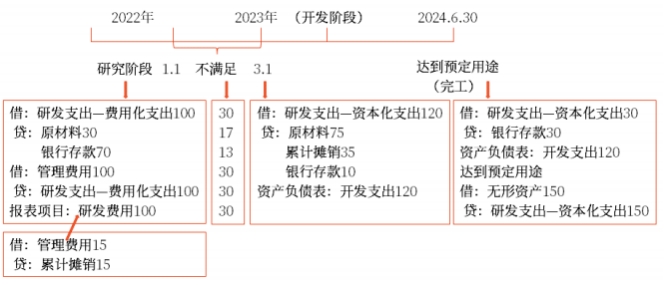 2022年 2023年 （开发阶段） 2024.6.30
研究阶段 1.1 不满足 3.1 达到预定用途
（完工）
借：研发支出—费用化支出100
贷：原材料30
银行存款70
借：管理费用100
贷：研发支出—费用化支出100
报表项目：研发费用100
30
17
13
30
30
30
借：研发支出—资本化支出120
贷：原材料75
累计摊销35
银行存款10
资产负债表：开发支出120
借：研发支出—资本化支出30
贷：银行存款30
资产负债表：开发支出120
达到预定用途
借：无形资产150
贷：研发支出—资本化支出150
借：管理费用15
贷：累计摊销15